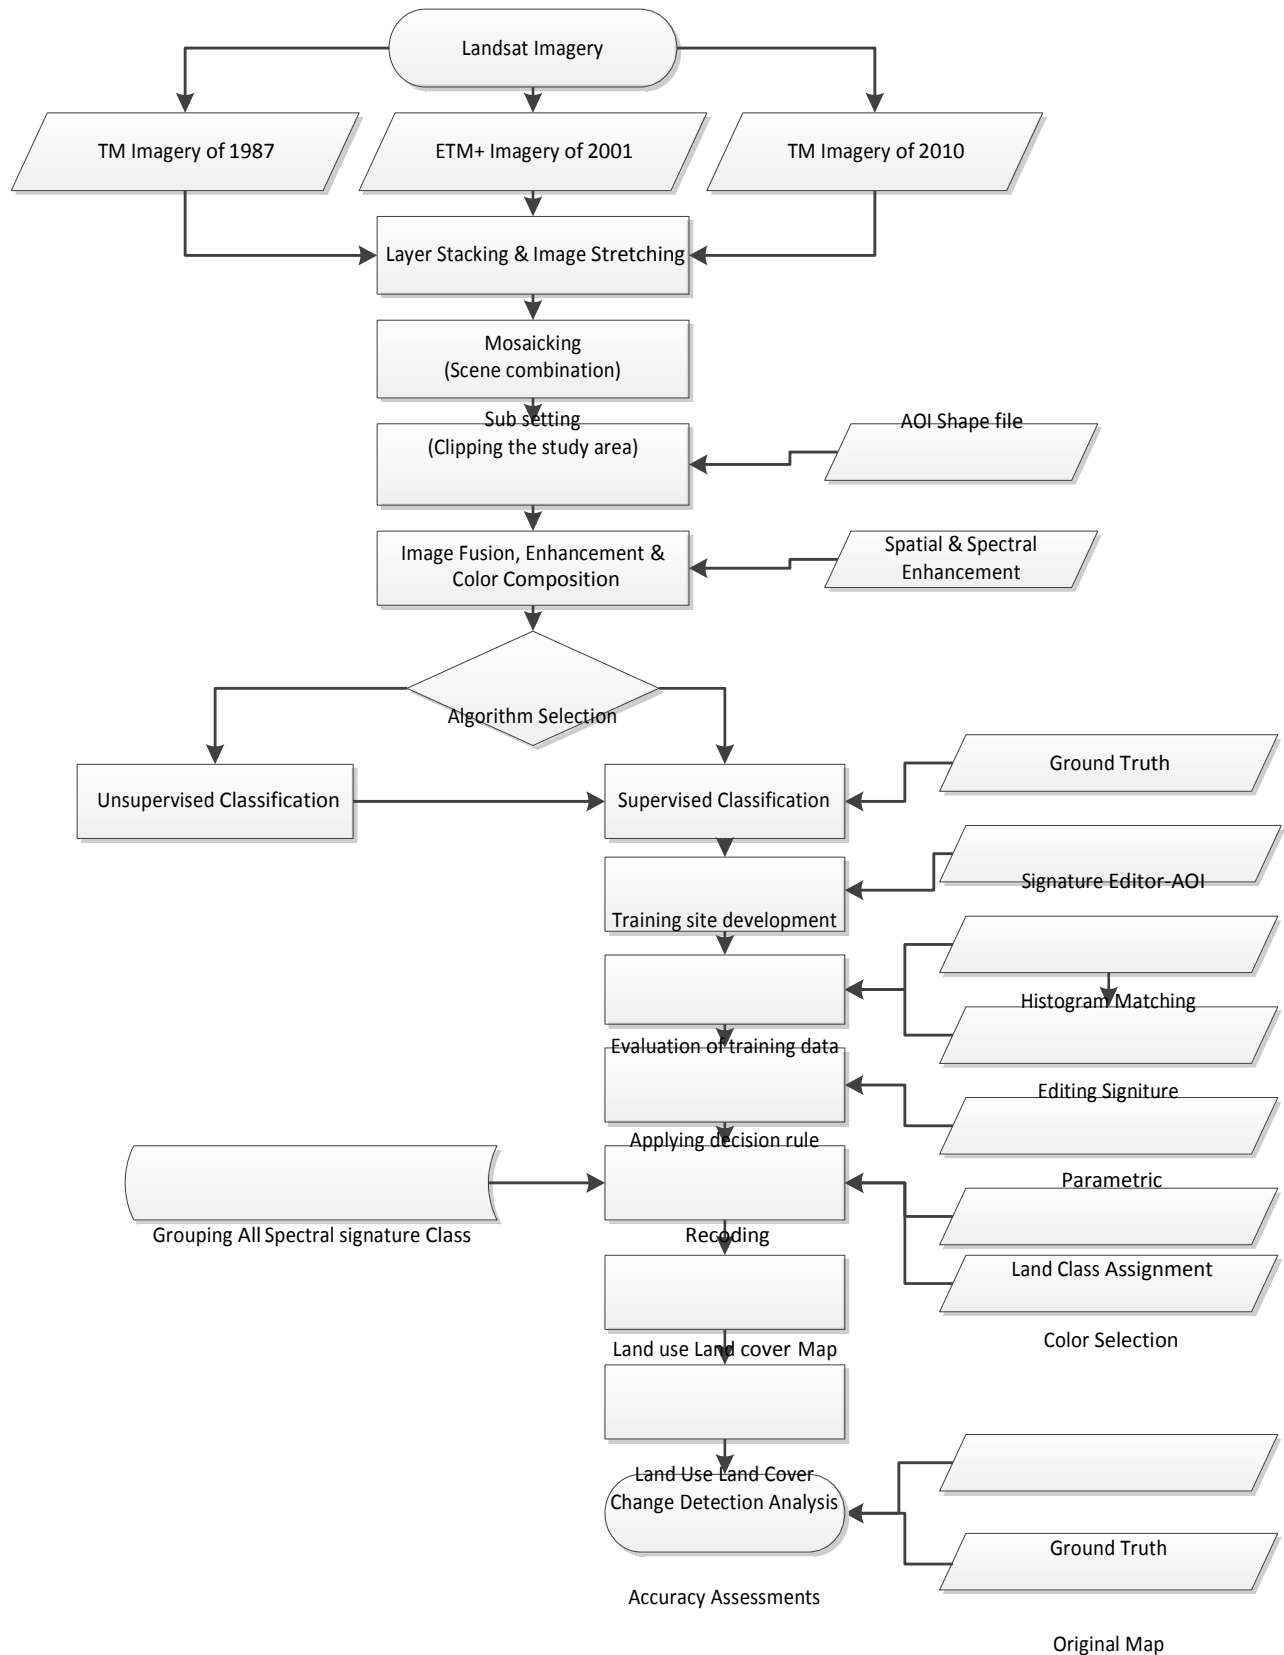 Landsat Imagery
TM Imagery of 1987
ETM+ Imagery of 2001
TM Imagery of 2010
Layer Stacking & Image Stretching
Mosaicking
(Scene combination)
Sub setting
(Clipping the study area)
AOI Shape file
Image Fusion, Enhancement &
Color Composition
Spatial & Spectral
Enhancement
Algorithm Selection
Unsupervised Classification
Supervised Classification
Ground Truth
Signature Editor-AOI
Training site development
Histogram Matching
Evaluation of training data
Editing Signiture
Applying decision rule
Parametric
Grouping All Spectral signature Class
Recoding
Land Class Assignment
Land use Land cover Map
Color Selection
Land Use Land Cover
Change Detection Analysis
Ground Truth
Accuracy Assessments
Original Map